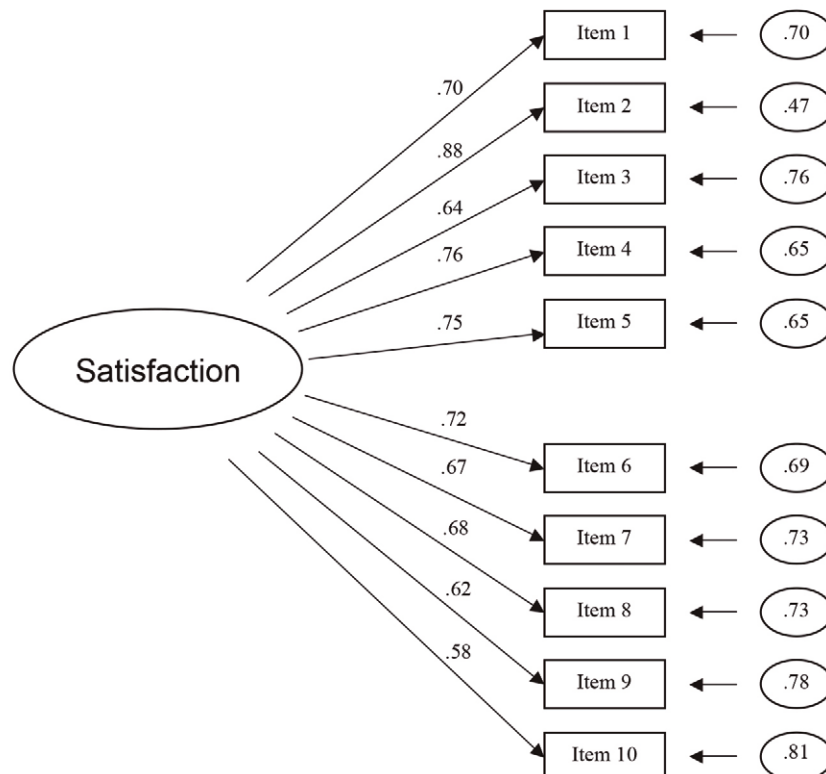 Item 1
.70
.70
Item 2
.47
.88
Item 3
.76
.64
Item 4
.65
.76
Item 5
.65
.75
Satisfaction
.72
Item 6
.69
.67
Item 7
.73
.68
Item 8
.73
.62
Item 9
.78
.58
Item 10
.81